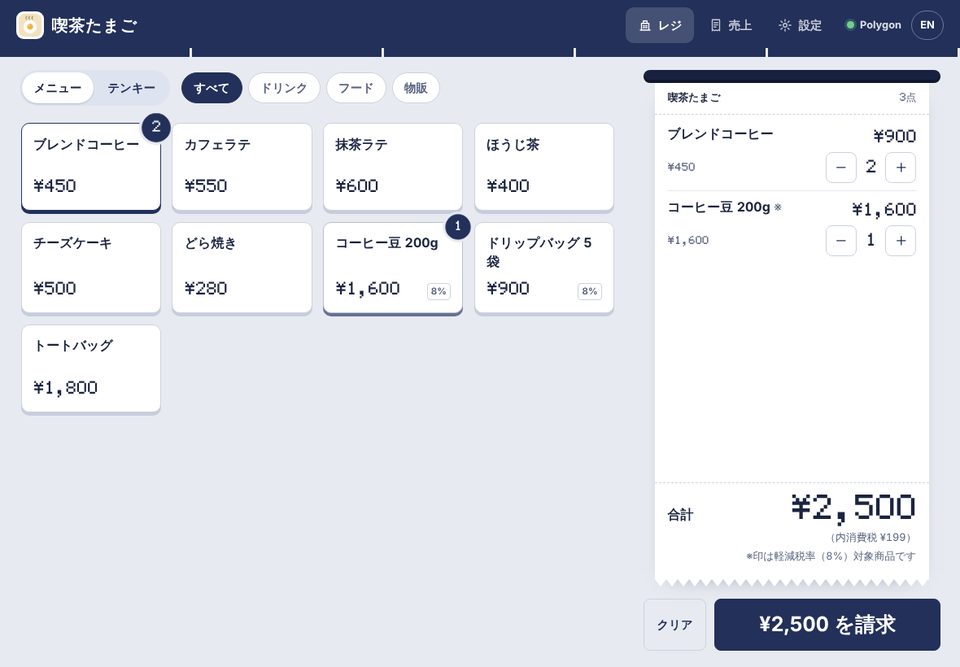 喫茶たまご
レジ
売上
設定
Polygon
EN
メニュー
テンキー
すべて
ドリンク
フード
物販
ブレンドコーヒー
2
¥450
カフェラテ
¥550
抹茶ラテ
¥600
ほうじ茶
¥400
チーズケーキ
¥500
どら焼き
¥280
コーヒー豆 200g
1
¥1,600
8%
ドリップバッグ 5
袋
¥900
8%
トートバッグ
¥1,800
喫茶たまご
3点
ブレンドコーヒー
¥900
¥450
− 2 +
コーヒー豆 200g ※
¥1,600
¥1,600
− 1 +
合計
¥2,500
（内消費税 ¥199）
※印は軽減税率（8%）対象商品です
クリア
¥2,500 を請求